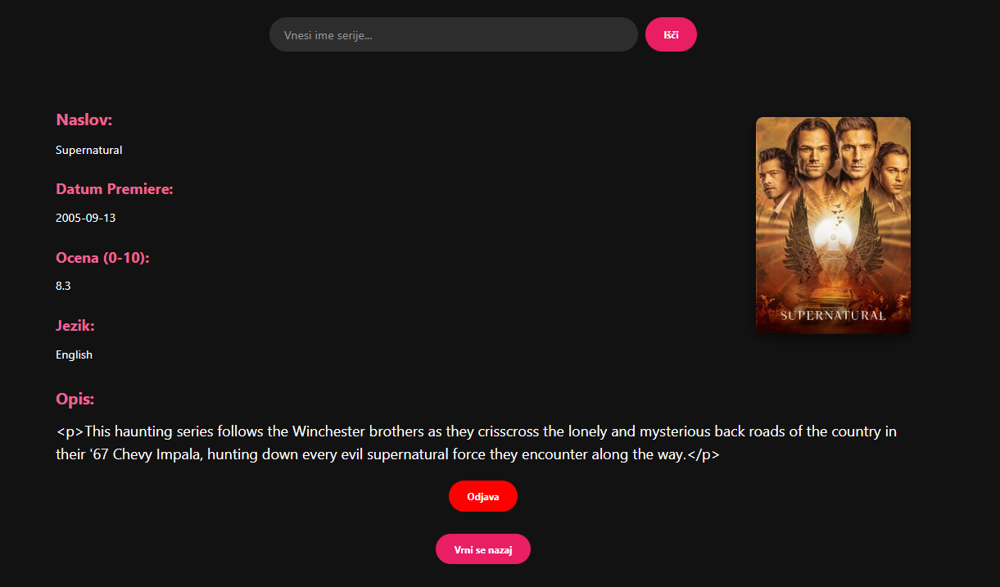 Vnesi ime serije...
Išči
Naslov:
Supernatural
Datum Premiere:
2005-09-13
Ocena (0-10):
8.3
Jezik:
English
SUPERNATURAL
Opis:
<p>This haunting series follows the Winchester brothers as they crisscross the lonely and mysterious back roads of the country in
their '67 Chevy Impala, hunting down every evil supernatural force they encounter along the way.</p>
Odjava
Vrni se nazaj